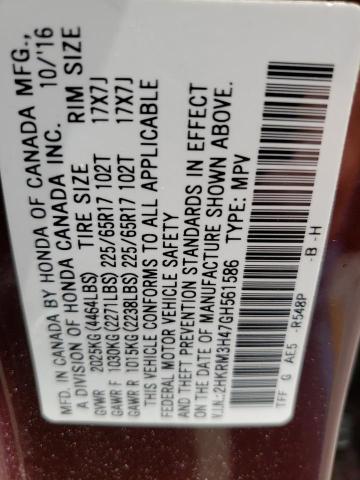 MFD. IN CANADA BY HONDA OF CANADA MFG.,
A DIVISION OF HONDA CANADA INC. 10/'16
TIRE SIZE RIM SIZE
GVWR 2025KG(4464LBS)
GAWR F 1030KG(2271LBS) 225/65R17 102T 17X7J
GAWR R 1015KG(2238LBS) 225/65R17 102T 17X7J
THIS VEHICLE CONFORMS TO ALL APPLICABLE
FEDERAL MOTOR VEHICLE SAFETY
AND THEFT PREVENTION STANDARDS IN EFFECT
ON THE DATE OF MANUFACTURE SHOWN ABOVE.
V.I.N.:2HKRM3H47GH561586 TYPE: MPV
TFF G AE5 -R548P -B -H